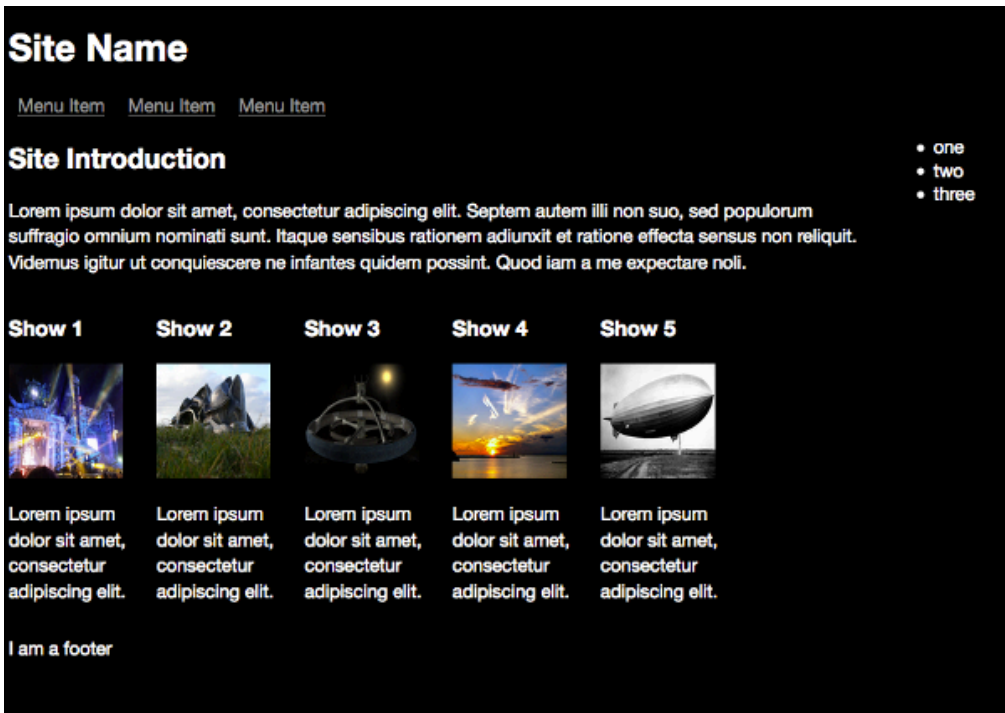 Site Name
Menu Item Menu Item Menu Item
Site Introduction
Lorem ipsum dolor sit amet, consectetur adipiscing elit. Septem autem illi non suo, sed populorum
suffragio omnium nominati sunt. Itaque sensibus rationem adiunxit et ratione effecta sensus non reliquit.
Videmus igitur ut conquiescere ne infantes quidem possint. Quod iam a me expectare noli.
• one
• two
• three
Show 1
Lorem ipsum
dolor sit amet,
consectetur
adipiscing elit.
Show 2
Lorem ipsum
dolor sit amet,
consectetur
adipiscing elit.
Show 3
Lorem ipsum
dolor sit amet,
consectetur
adipiscing elit.
Show 4
Lorem ipsum
dolor sit amet,
consectetur
adipiscing elit.
Show 5
Lorem ipsum
dolor sit amet,
consectetur
adipiscing elit.
I am a footer